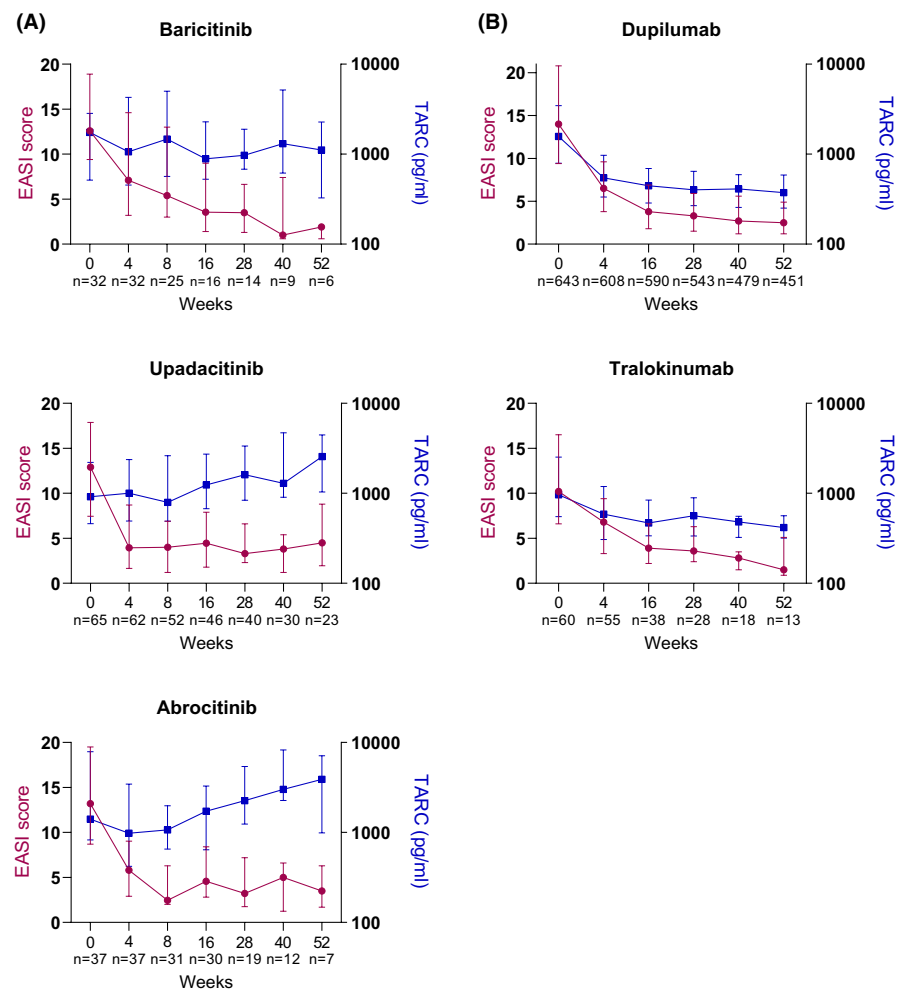 (A)
Baricitinib
20
15
10
5
0
EASI score
10000
1000
100
TARC (pg/ml)
0 4 8 16 28 40 52
n=32 n=32 n=25 n=16 n=14 n=9 n=6
Weeks
(B)
Dupilumab
20
15
10
5
0
EASI score
10000
1000
100
TARC (pg/ml)
0 4 16 28 40 52
n=643 n=608 n=590 n=543 n=479 n=451
Weeks
Upadacitinib
20
15
10
5
0
EASI score
10000
1000
100
TARC (pg/ml)
0 4 8 16 28 40 52
n=65 n=62 n=52 n=46 n=40 n=30 n=23
Weeks
Tralokinumab
20
15
10
5
0
EASI score
10000
1000
100
TARC (pg/ml)
0 4 16 28 40 52
n=60 n=55 n=38 n=28 n=18 n=13
Weeks
Abrocitinib
20
15
10
5
0
EASI score
10000
1000
100
TARC (pg/ml)
0 4 8 16 28 40 52
n=37 n=37 n=31 n=30 n=19 n=12 n=7
Weeks